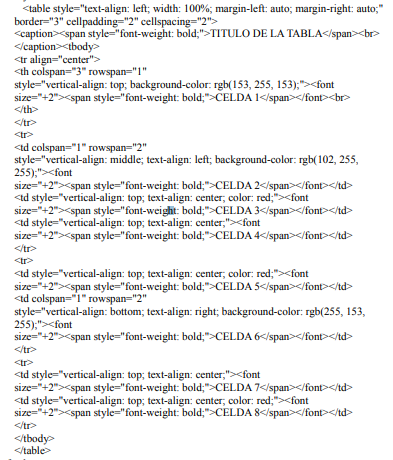 <table style="text-align: left; width: 100%; margin-left: auto; margin-right: auto;"
border="3" cellpadding="2" cellspacing="2">
<caption><span style="font-weight: bold;">TITULO DE LA TABLA</span><br>
</caption><tbody>
<tr align="center">
<th colspan="3" rowspan="1"
style="vertical-align: top; background-color: rgb(153, 255, 153);"><font
size="+2"><span style="font-weight: bold;">CELDA 1</span></font><br>
</th>
</tr>
<tr>
<td colspan="1" rowspan="2"
style="vertical-align: middle; text-align: left; background-color: rgb(102, 255,
255);"><font
size="+2"><span style="font-weight: bold;">CELDA 2</span></font></td>
<td style="vertical-align: top; text-align: center; color: red;"><font
size="+2"><span style="font-weight: bold;">CELDA 3</span></font></td>
<td style="vertical-align: top; text-align: center;"><font
size="+2"><span style="font-weight: bold;">CELDA 4</span></font></td>
</tr>
<tr>
<td style="vertical-align: top; text-align: center; color: red;"><font
size="+2"><span style="font-weight: bold;">CELDA 5</span></font></td>
<td colspan="1" rowspan="2"
style="vertical-align: bottom; text-align: right; background-color: rgb(255, 153,
255);"><font
size="+2"><span style="font-weight: bold;">CELDA 6</span></font></td>
</tr>
<tr>
<td style="vertical-align: top; text-align: center;"><font
size="+2"><span style="font-weight: bold;">CELDA 7</span></font></td>
<td style="vertical-align: top; text-align: center; color: red;"><font
size="+2"><span style="font-weight: bold;">CELDA 8</span></font></td>
</tr>
</tbody>
</table>